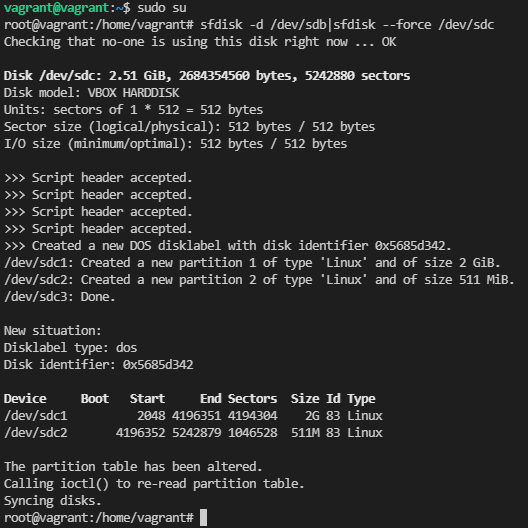 vagrant@vagrant:~$ sudo su
root@vagrant:/home/vagrant# sfdisk -d /dev/sdb|sfdisk --force /dev/sdc
Checking that no-one is using this disk right now ... OK
Disk /dev/sdc: 2.51 GiB, 2684354560 bytes, 5242880 sectors
Disk model: VBOX HARDDISK
Units: sectors of 1 * 512 = 512 bytes
Sector size (logical/physical): 512 bytes / 512 bytes
I/O size (minimum/optimal): 512 bytes / 512 bytes
>>> Script header accepted.
>>> Script header accepted.
>>> Script header accepted.
>>> Script header accepted.
>>> Created a new DOS disklabel with disk identifier 0x5685d342.
/dev/sdc1: Created a new partition 1 of type 'Linux' and of size 2 GiB.
/dev/sdc2: Created a new partition 2 of type 'Linux' and of size 511 MiB.
/dev/sdc3: Done.
New situation:
Disklabel type: dos
Disk identifier: 0x5685d342
Device     Boot   Start     End Sectors  Size Id Type
/dev/sdc1          2048 4196351 4194304    2G 83 Linux
/dev/sdc2       4196352 5242879 1046528  511M 83 Linux
The partition table has been altered.
Calling ioctl() to re-read partition table.
Syncing disks.
root@vagrant:/home/vagrant#